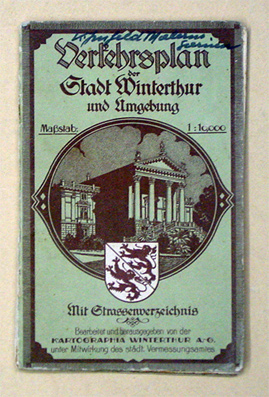 Verkehrsplan
der
Stadt Winterthur
und Umgebung
Maßstab: 1:10,000
Mit Strassenverzeichnis
Bearbeitet und herausgegeben von der
KARTOGRAPHIA WINTERTHUR A-G.
unter Mitwirkung des städt. Vermessungsamtes